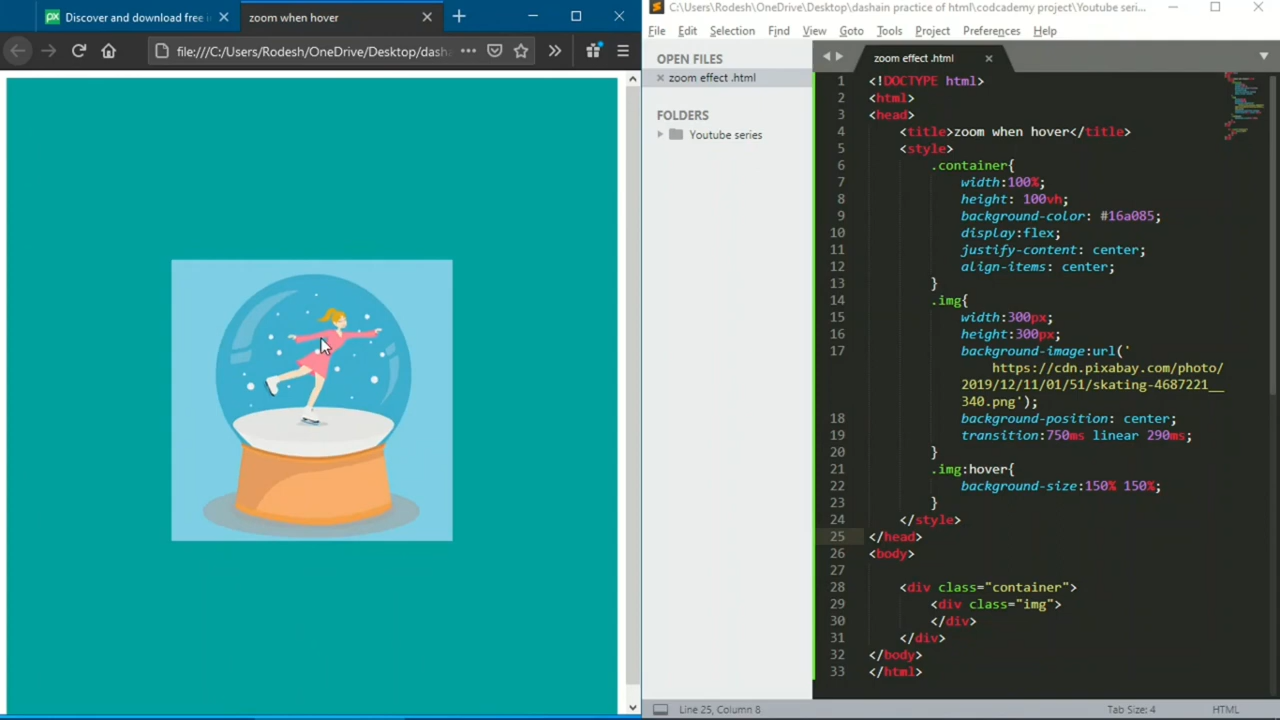 Discover and download free i
zoom when hover
file:///C:/Users/Rodesh/OneDrive/Desktop/dasha
C:\Users\Rodesh\OneDrive\Desktop\dashain practice of html\codcademy project\Youtube seri...
File Edit Selection Find View Goto Tools Project Preferences Help
OPEN FILES
zoom effect .html
FOLDERS
Youtube series
zoom effect .html
1 <!DOCTYPE html>
2 <html>
3 <head>
4 <title>zoom when hover</title>
5 <style>
6 .container{
7 width:100%;
8 height: 100vh;
9 background-color: #16a085;
10 display:flex;
11 justify-content: center;
12 align-items: center;
13 }
14 .img{
15 width:300px;
16 height:300px;
17 background-image:url('
https://cdn.pixabay.com/photo/
2019/12/11/01/51/skating-4687221__
340.png');
18 background-position: center;
19 transition:750ms linear 290ms;
20 }
21 .img:hover{
22 background-size:150% 150%;
23 }
24 </style>
25 </head>
26 <body>
27
28 <div class="container">
29 <div class="img">
30 </div>
31 </div>
32 </body>
33 </html>
Line 25, Column 8
Tab Size: 4
HTML